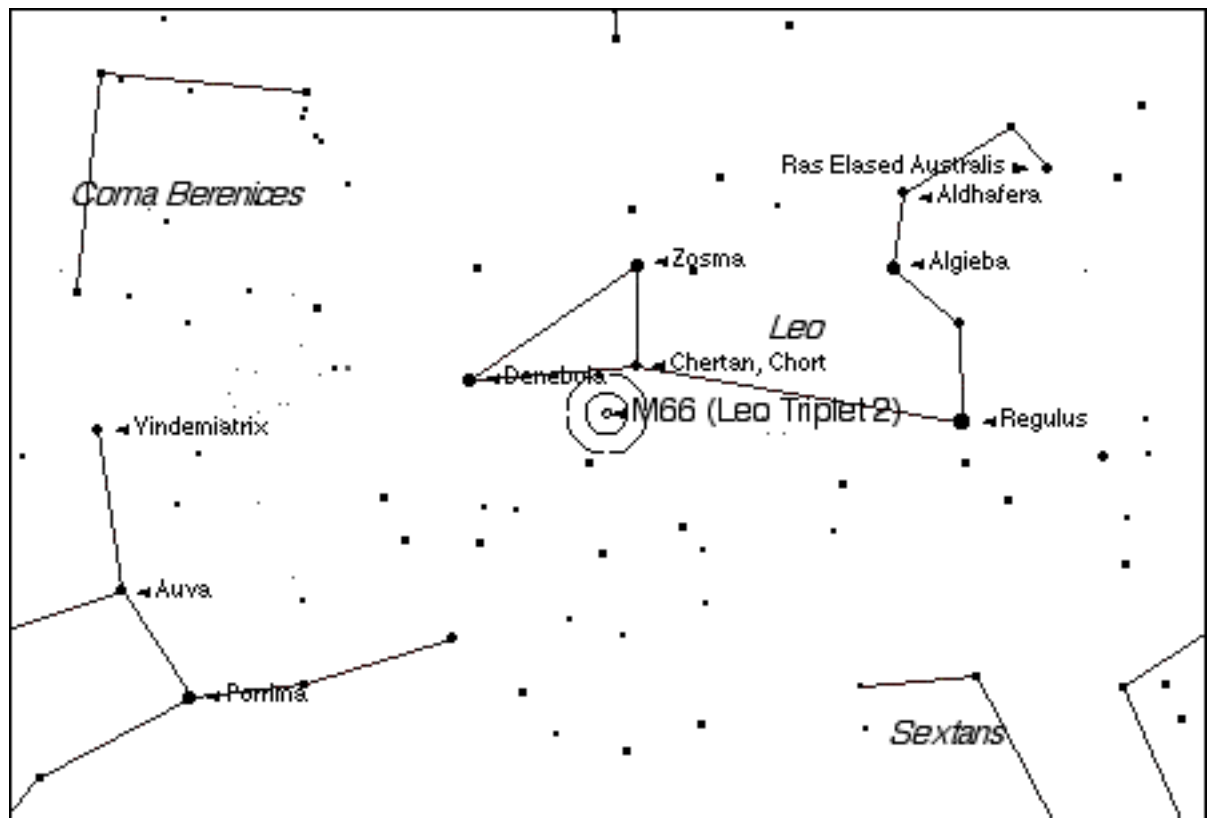 Ras Elased Australis
Coma Berenices
Aldhafera
Zosma
Algieba
Leo
Chertan, Chort
Denebola
M66 (Leo Triplet 2)
Regulus
Vindemiatrix
Auva
Porrima
Sextans